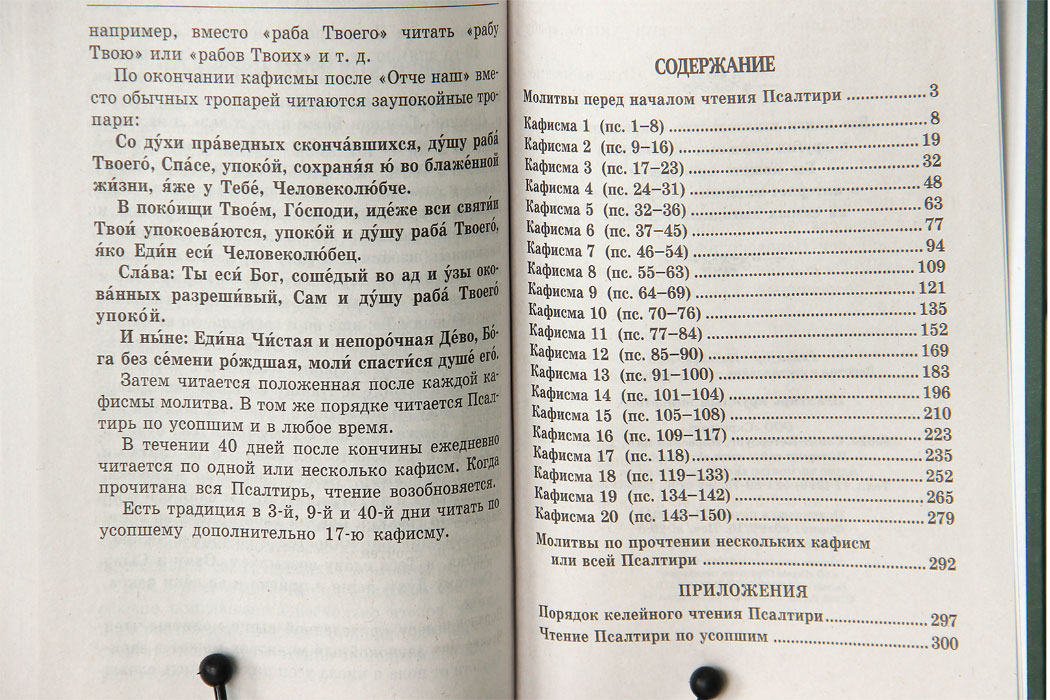 например, вместо «раба Твоего» читать «рабу
Твою» или «рабов Твоих» и т. д.
По окончании кафисмы после «Отче наш» вме-
сто обычных тропарей читаются заупокойные тро-
пари:
Со ду́хи пра́ведных сконча́вшихся, ду́шу раба́
Твоего́, Спа́се, упоко́й, сохраня́я ю́ во блаже́нной
жи́зни, я́же у Тебе́, Человеколю́бче.
В поко́ищи Твое́м, Го́споди, иде́же вси святи́и
Твои́ упокоева́ются, упоко́й и ду́шу раба́ Твоего́,
я́ко Еди́н еси́ Человеколю́бец.
Сла́ва: Ты еси́ Бог, соше́дый во ад и у́зы око-
ва́нных разреши́вый, Сам и ду́шу раба́ Твоего́
упоко́й.
И ны́не: Еди́на Чи́стая и непоро́чная Де́во, Бо́-
га без се́мени ро́ждшая, моли́ спасти́ся душе́ его́.
Затем читается положенная после каждой ка-
фисмы молитва. В том же порядке читается Псал-
тирь по усопшим и в любое время.
В течении 40 дней после кончины ежедневно
читается по одной или несколько кафисм. Когда
прочитана вся Псалтирь, чтение возобновяется.
Есть традиция в 3-й, 9-й и 40-й дни читать по
усопшему дополнительно 17-ю кафисму.
СОДЕРЖАНИЕ
Молитвы перед началом чтения Псалтири ............ 3
Кафисма 1 (пс. 1–8) ............ 8
Кафисма 2 (пс. 9–16) ............ 19
Кафисма 3 (пс. 17–23) ............ 32
Кафисма 4 (пс. 24–31) ............ 48
Кафисма 5 (пс. 32–36) ............ 63
Кафисма 6 (пс. 37–45) ............ 77
Кафисма 7 (пс. 46–54) ............ 94
Кафисма 8 (пс. 55–63) ............ 109
Кафисма 9 (пс. 64–69) ............ 121
Кафисма 10 (пс. 70–76) ............ 135
Кафисма 11 (пс. 77–84) ............ 152
Кафисма 12 (пс. 85–90) ............ 169
Кафисма 13 (пс. 91–100) ............ 183
Кафисма 14 (пс. 101–104) ............ 196
Кафисма 15 (пс. 105–108) ............ 210
Кафисма 16 (пс. 109–117) ............ 223
Кафисма 17 (пс. 118) ............ 235
Кафисма 18 (пс. 119–133) ............ 252
Кафисма 19 (пс. 134–142) ............ 265
Кафисма 20 (пс. 143–150) ............ 279
Молитвы по прочтении нескольких кафисм
или всей Псалтири ............ 292
ПРИЛОЖЕНИЯ
Порядок келейного чтения Псалтири ............ 297
Чтение Псалтири по усопшим ............ 300